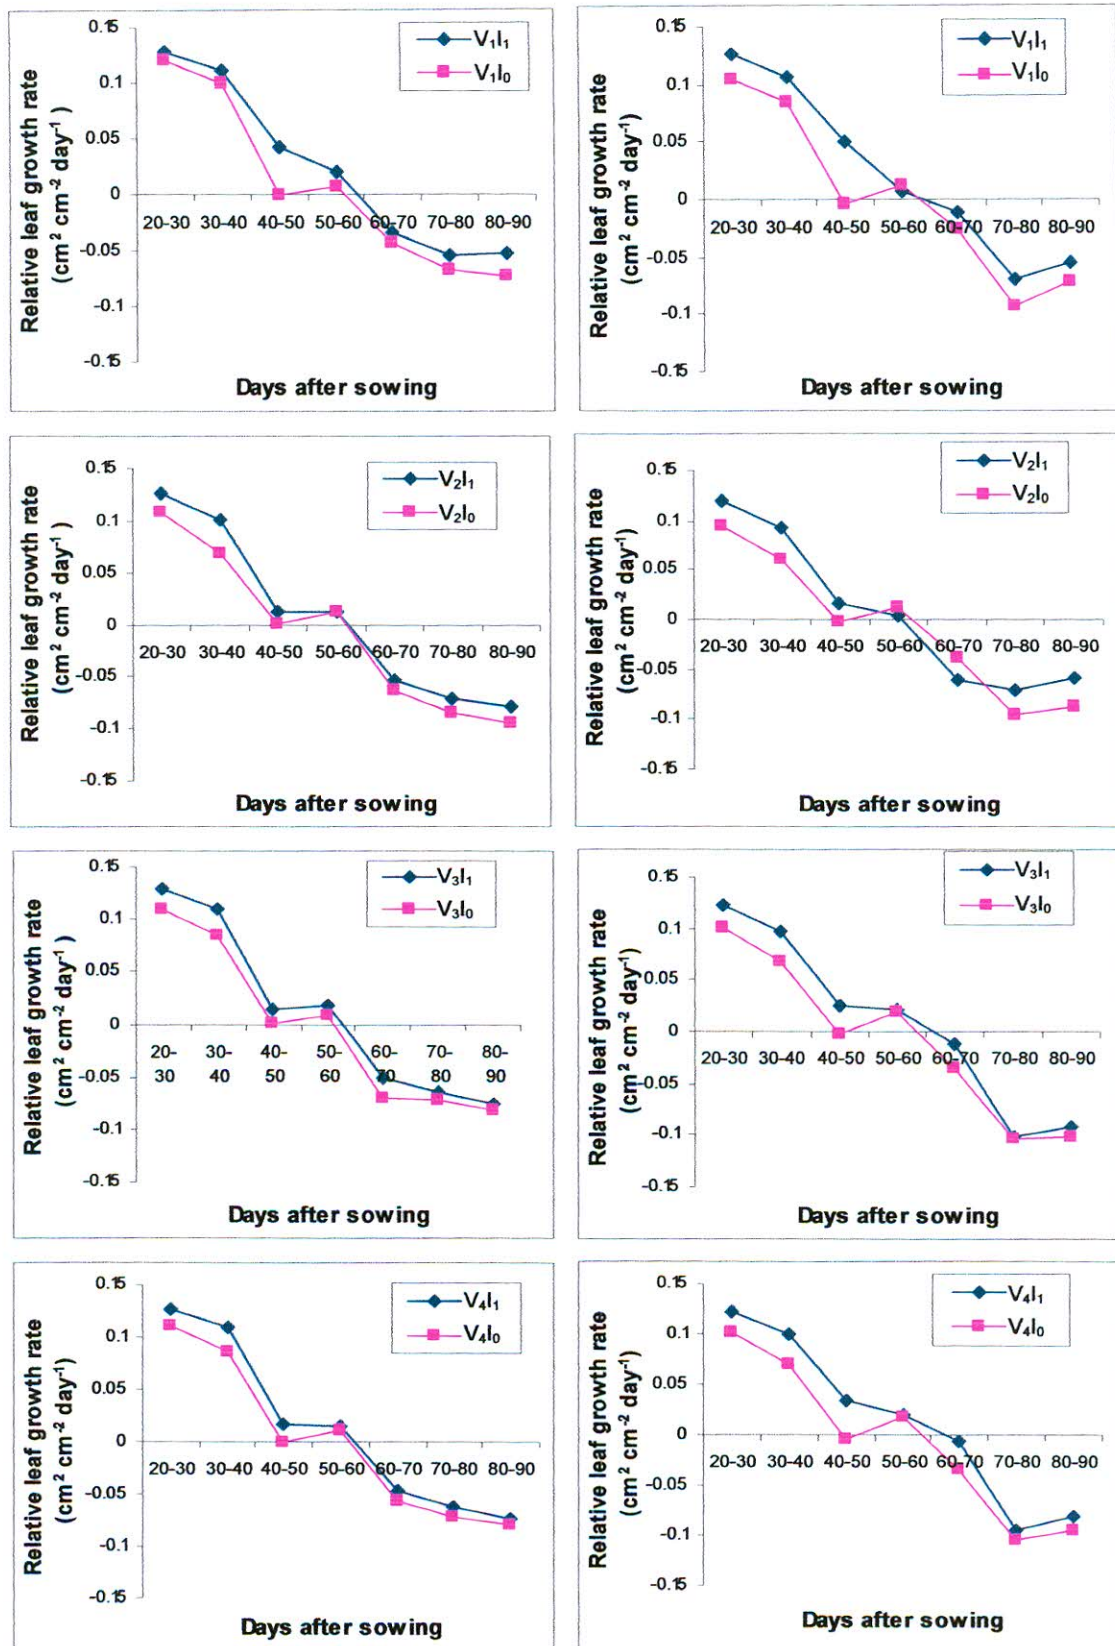 Relative leaf growth rate
(cm² cm⁻² day⁻¹)
0.15
0.1
0.05
0
-0.05
-0.1
-0.15
V₁I₁
V₁I₀
20-30 30-40 40-50 50-60 60-70 70-80 80-90
Days after sowing
Relative leaf growth rate
(cm² cm⁻² day⁻¹)
0.15
0.1
0.05
0
-0.05
-0.1
-0.15
V₁I₁
V₁I₀
20-30 30-40 40-50 50-60 60-70 70-80 80-90
Days after sowing
Relative leaf growth rate
(cm² cm⁻² day⁻¹ )
0.15
0.1
0.05
0
-0.05
-0.1
-0.15
V₂I₁
V₂I₀
20-30 30-40 40-50 50-60 60-70 70-80 80-90
Days after sowing
Relative leaf growth rate
(cm² cm⁻² day⁻¹)
0.15
0.1
0.05
0
-0.05
-0.1
-0.15
V₂I₁
V₂I₀
20-30 30-40 40-50 50-60 60-70 70-80 80-90
Days after sowing
Relative leaf growth rate
(cm² cm⁻² day⁻¹ )
0.15
0.1
0.05
0
-0.05
-0.1
-0.15
V₃I₁
V₃I₀
20- 30- 40- 50- 60- 70- 80-
30 40 50 60 70 80 90
Days after sowing
Relative leaf growth rate
(cm² cm⁻² day⁻¹)
0.15
0.1
0.05
0
-0.05
-0.1
-0.15
V₃I₁
V₃I₀
20-30 30-40 40-50 50-60 60-70 70-80 80-90
Days after sowing
Relative leaf growth rate
(cm² cm⁻² day⁻¹)
0.15
0.1
0.05
0
-0.05
-0.1
-0.15
V₄I₁
V₄I₀
20-30 30-40 40-50 50-60 60-70 70-80 80-90
Days after sowing
Relative leaf growth rate
(cm² cm⁻² day⁻¹)
0.15
0.1
0.05
0
-0.05
-0.1
-0.15
V₄I₁
V₄I₀
20-30 30-40 40-50 50-60 60-70 70-80 80-90
Days after sowing